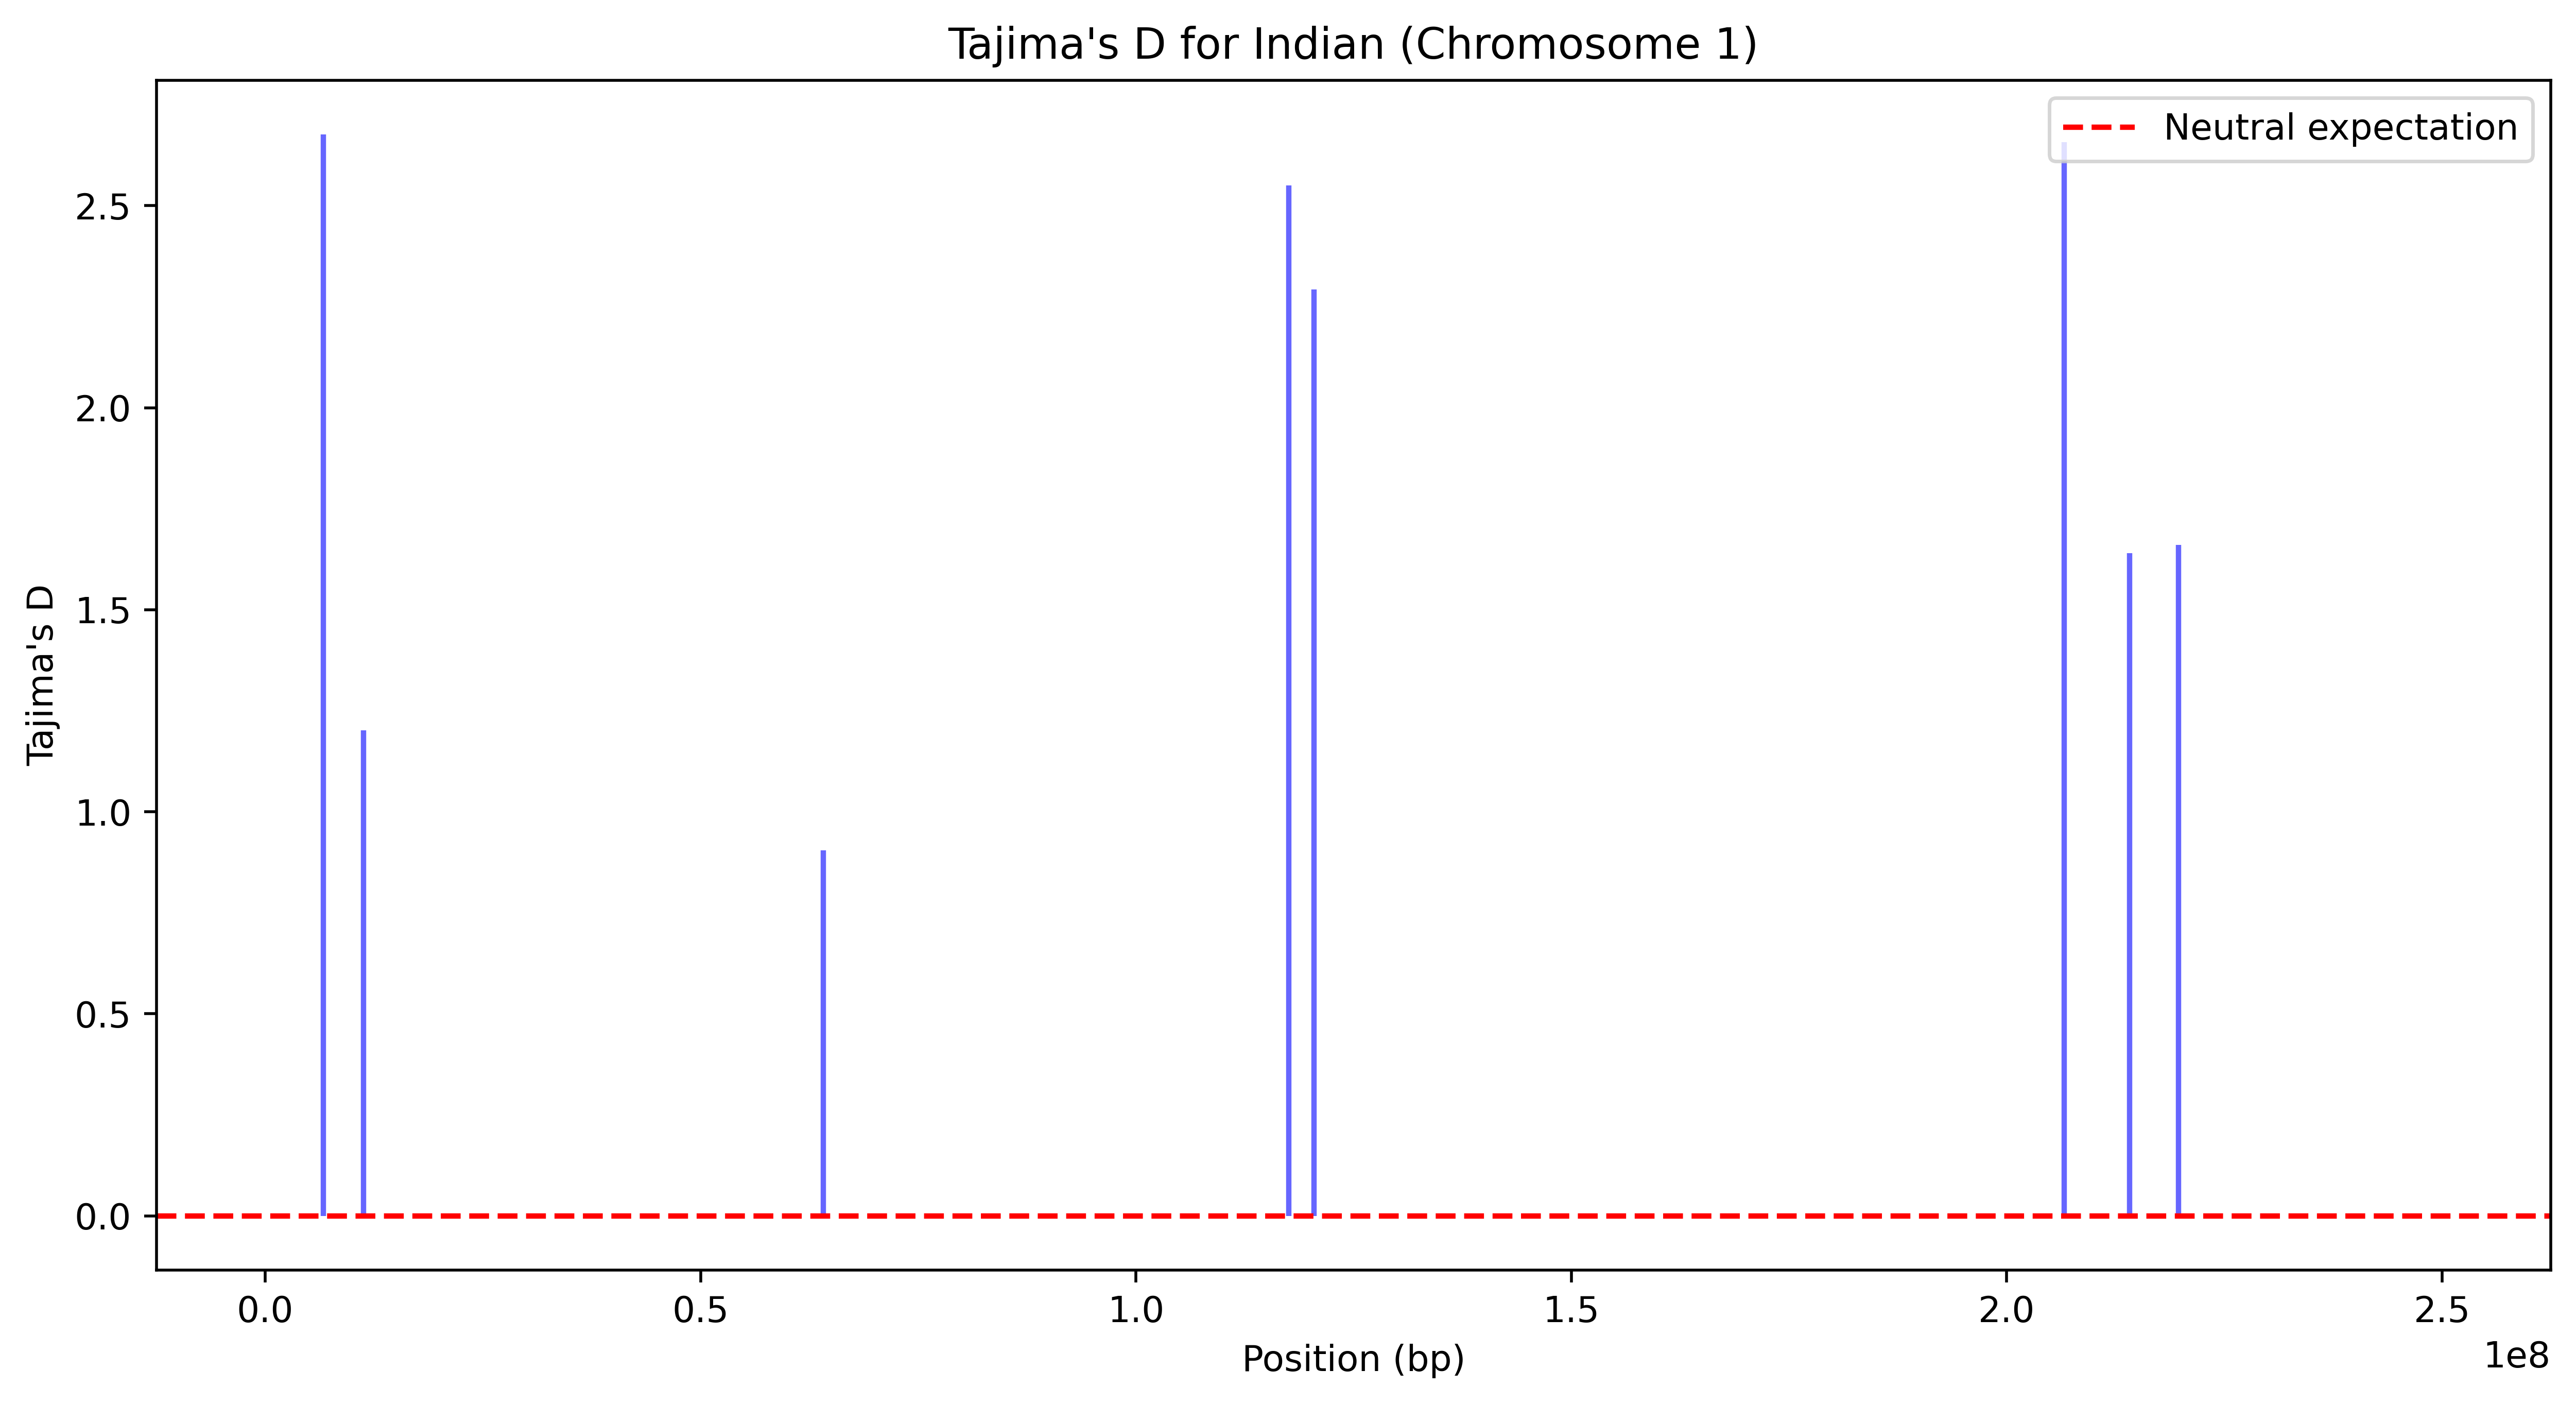 Tajima's D for Indian (Chromosome 1)
Neutral expectation
Tajima's D
2.5
2.0
1.5
1.0
0.5
0.0
0.0 0.5 1.0 1.5 2.0 2.5
1e8
Position (bp)